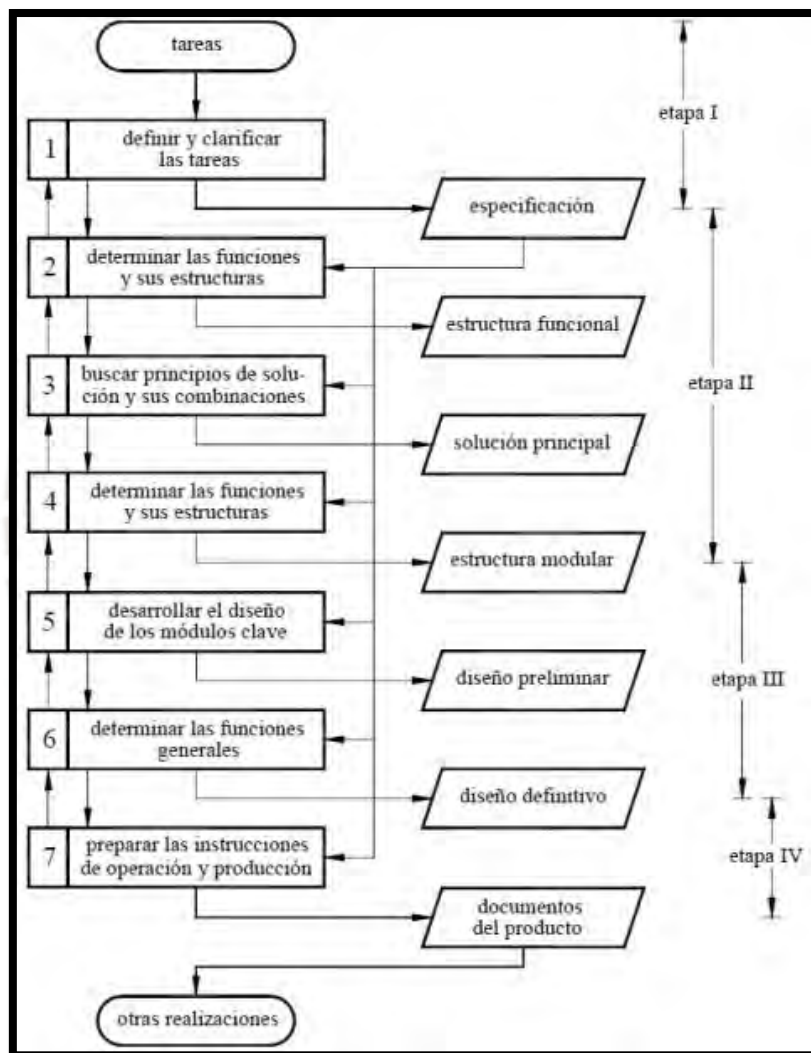 tareas
etapa I
1
definir y clarificar
las tareas
especificación
2
determinar las funciones
y sus estructuras
estructura funcional
etapa II
3
buscar principios de solu-
ción y sus combinaciones
solución principal
4
determinar las funciones
y sus estructuras
estructura modular
5
desarrollar el diseño
de los módulos clave
etapa III
diseño preliminar
6
determinar las funciones
generales
diseño definitivo
7
preparar las instrucciones
de operación y producción
etapa IV
documentos
del producto
otras realizaciones